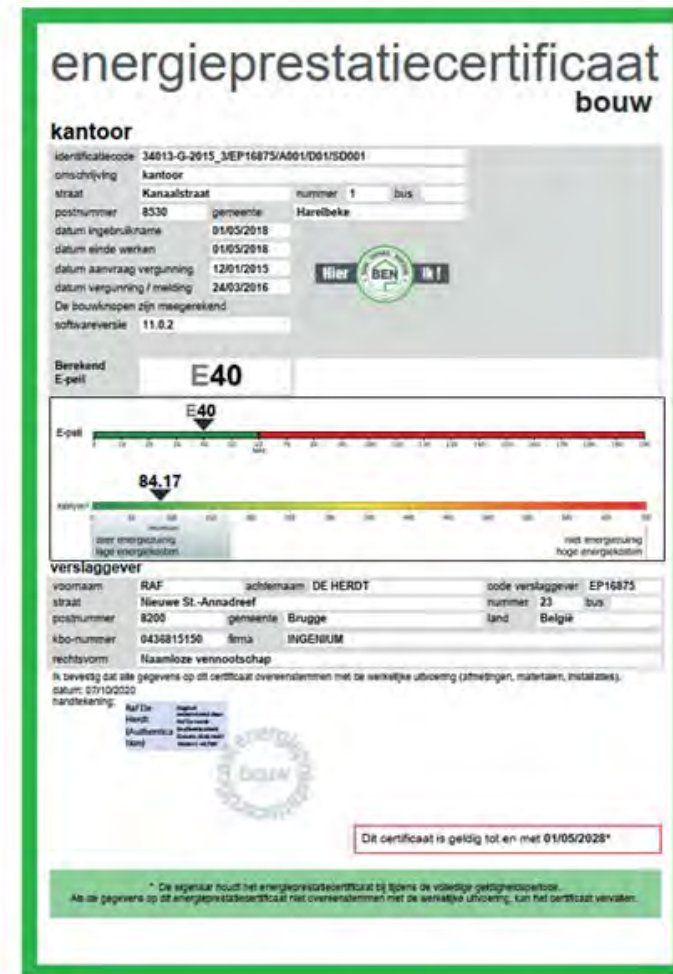 energieprestatiecertificaat
bouw
kantoor
identificatiecode 34013-G-2015_3/EP16875/A001/D01/SD001
omschrijving kantoor
straat Kanaalstraat nummer 1 bus
postnummer 8530 gemeente Harelbeke
datum ingebruikname 01/05/2018
datum einde werken 01/05/2018
datum aanvraag vergunning 12/01/2015
datum vergunning / melding 24/03/2016
Hier BEN ik!
De bouwknopen zijn meegerekend
softwareversie 11.0.2
Berekend
E-peil
E40
E40
E-peil
84.17
zeer energiezuinig niet energiezuinig
lage energiekosten hoge energiekosten
verslaggever
voornaam RAF achternaam DE HERDT code verslaggever EP16875
straat Nieuwe St.-Annadreef nummer 23 bus
postnummer 8200 gemeente Brugge land België
kbo-nummer 0436815150 firma INGENIUM
rechtsvorm Naamloze vennootschap
Ik bevestig dat alle gegevens op dit certificaat overeenstemmen met de werkelijke uitvoering (afmetingen, materialen, installaties).
datum: 07/10/2020
handtekening:
Raf De
Herdt
(Authentica
tion)
energieprestatiecertificaat
bouw
Dit certificaat is geldig tot en met 01/05/2028*
* De eigenaar houdt het energieprestatiecertificaat bij tijdens de volledige geldigheidsperiode.
Als de gegevens op dit energieprestatiecertificaat niet overeenstemmen met de werkelijke uitvoering, kan het certificaat vervallen.